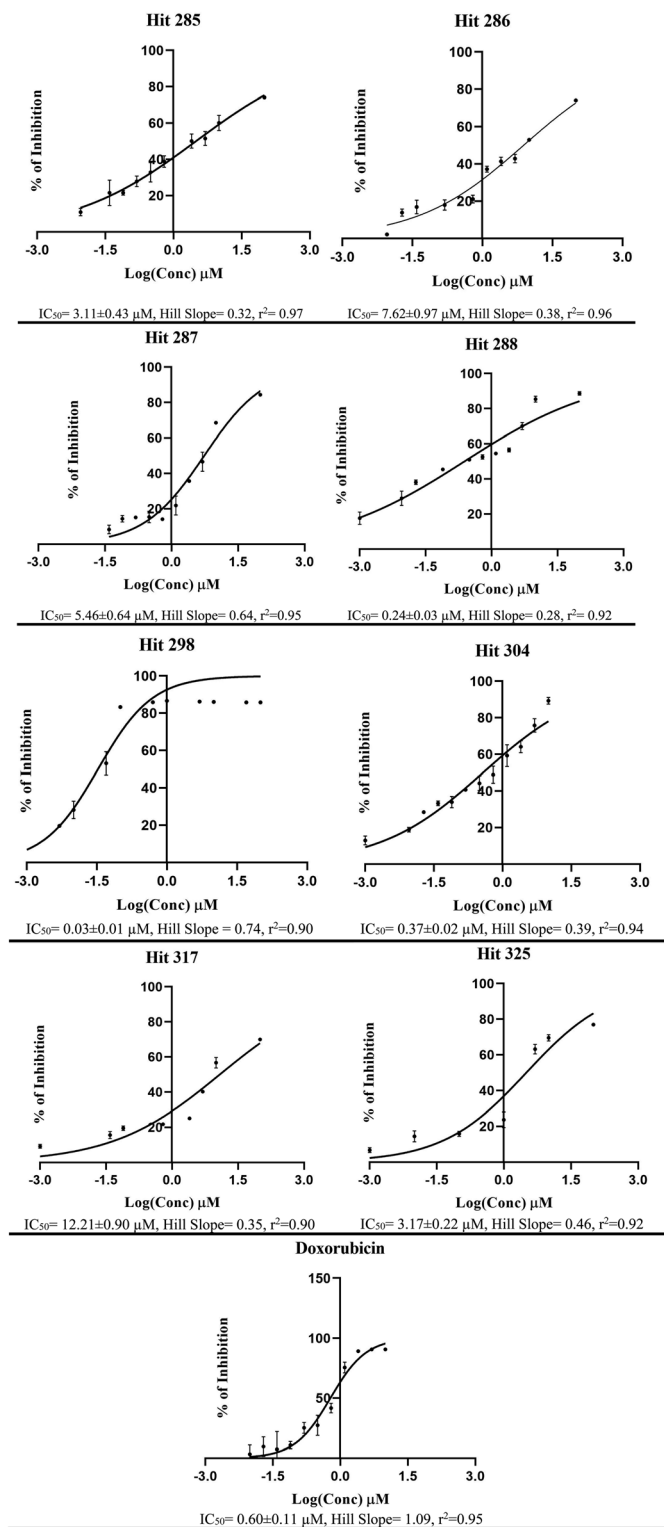 Hit 285
Hit 286
100
80
60
40
20
% of Inhibition
-3.0 -1.5 0.0 1.5 3.0
Log(Conc) µM
100
80
60
40
20
% of Inhibition
-3.0 -1.5 0.0 1.5 3.0
Log(Conc) µM
IC50= 3.11±0.43 µM, Hill Slope= 0.32, r²= 0.97
IC50= 7.62±0.97 µM, Hill Slope= 0.38, r²= 0.96
Hit 287
Hit 288
100
80
60
40
20
% of Inhibition
-3.0 -1.5 0.0 1.5 3.0
Log(Conc) µM
100
80
60
40
20
% of Inhibition
-3.0 -1.5 0.0 1.5 3.0
Log(Conc) µM
IC50= 5.46±0.64 µM, Hill Slope= 0.64, r²=0.95
IC50= 0.24±0.03 µM, Hill Slope= 0.28, r²= 0.92
Hit 298
Hit 304
100
80
60
40
20
% of Inhibition
-3.0 -1.5 0.0 1.5 3.0
Log(Conc) µM
100
80
60
40
20
% of Inhibition
-3.0 -1.5 0.0 1.5 3.0
Log(Conc) µM
IC50= 0.03±0.01 µM, Hill Slope = 0.74, r²=0.90
IC50= 0.37±0.02 µM, Hill Slope= 0.39, r²=0.94
Hit 317
Hit 325
100
80
60
40
20
% of Inhibition
-3.0 -1.5 0.0 1.5 3.0
Log(Conc) µM
100
80
60
40
20
% of Inhibition
-3.0 -1.5 0.0 1.5 3.0
Log(Conc) µM
IC50= 12.21±0.90 µM, Hill Slope= 0.35, r²=0.90
IC50= 3.17±0.22 µM, Hill Slope= 0.46, r²=0.92
Doxorubicin
150
100
50
% of Inhibition
-3.0 -1.5 0.0 1.5 3.0
Log(Conc) µM
IC50= 0.60±0.11 µM, Hill Slope= 1.09, r²=0.95